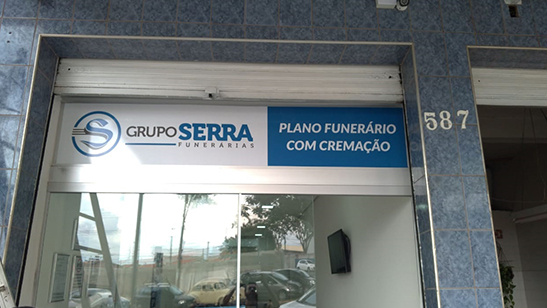 GRUPO SERRA
FUNERÁRIAS
PLANO FUNERÁRIO
COM CREMAÇÃO
587